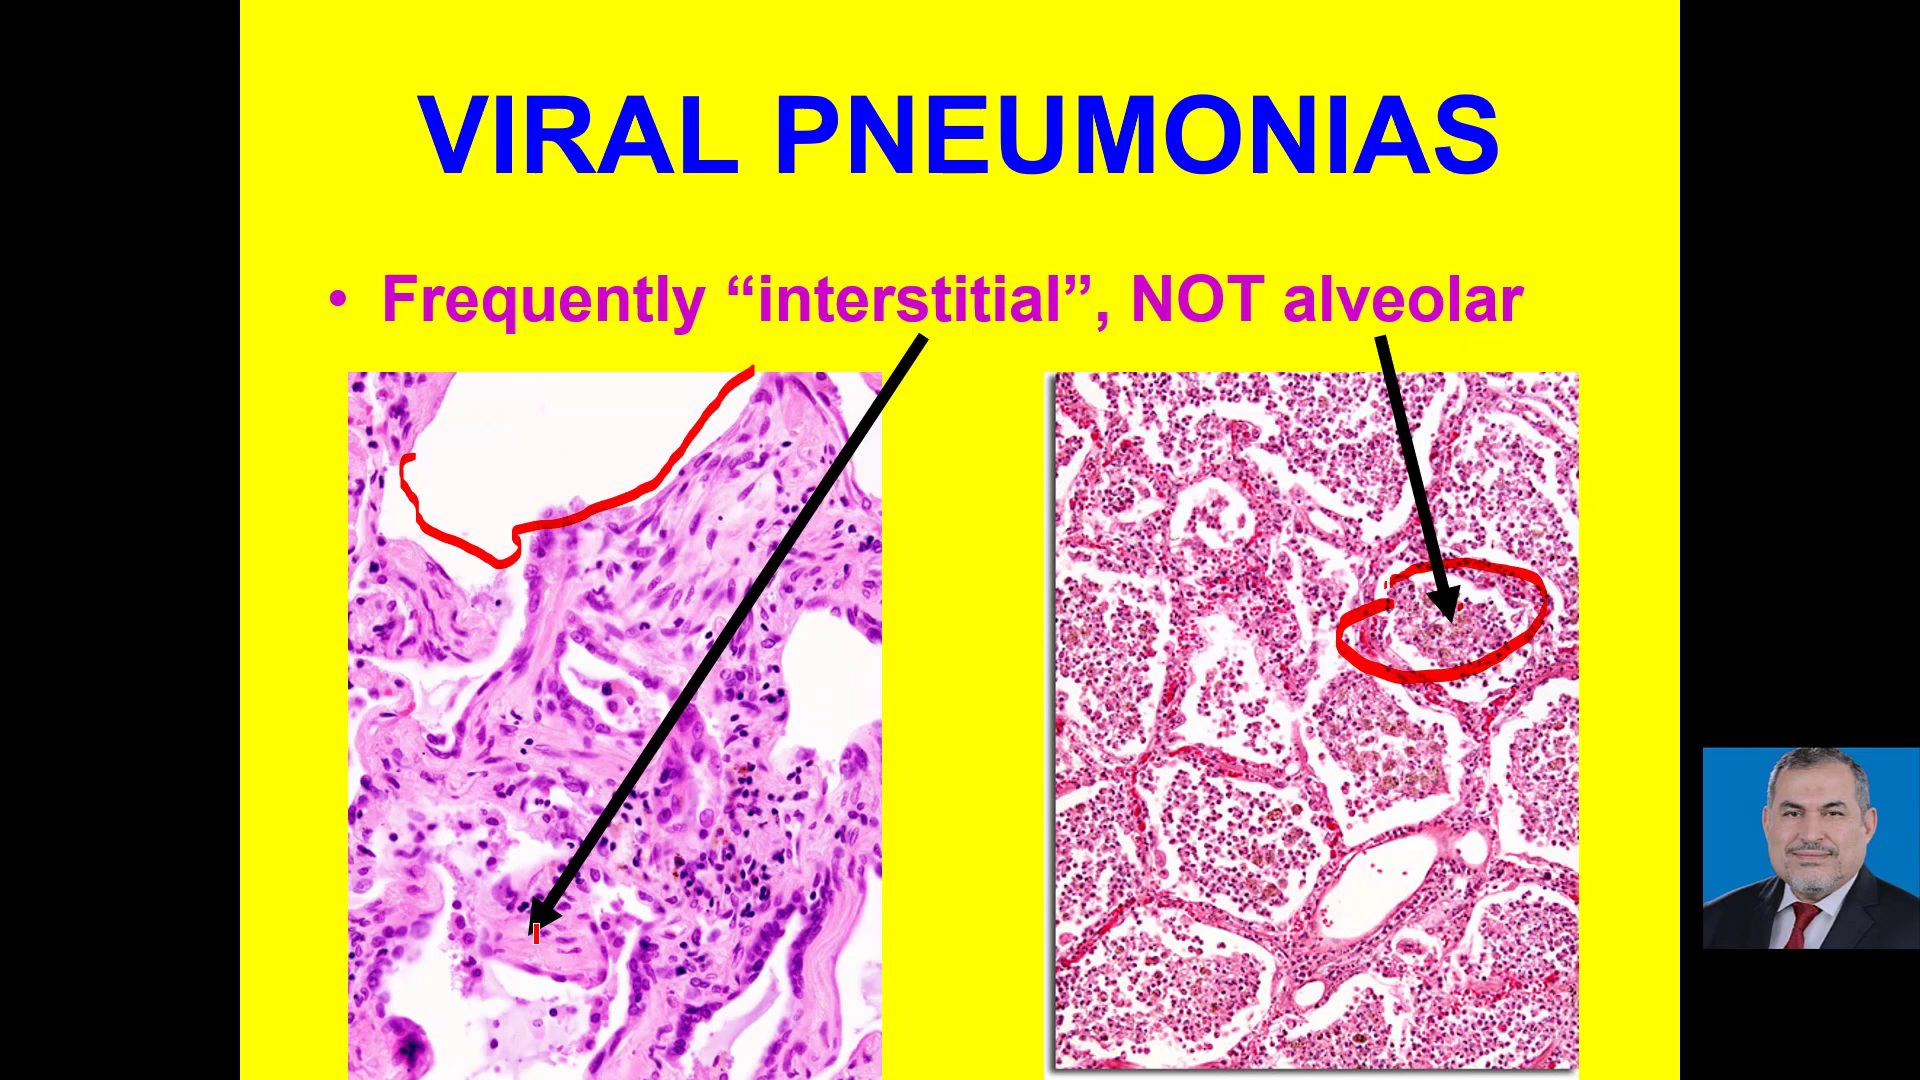 VIRAL PNEUMONIAS
• Frequently “interstitial”, NOT alveolar